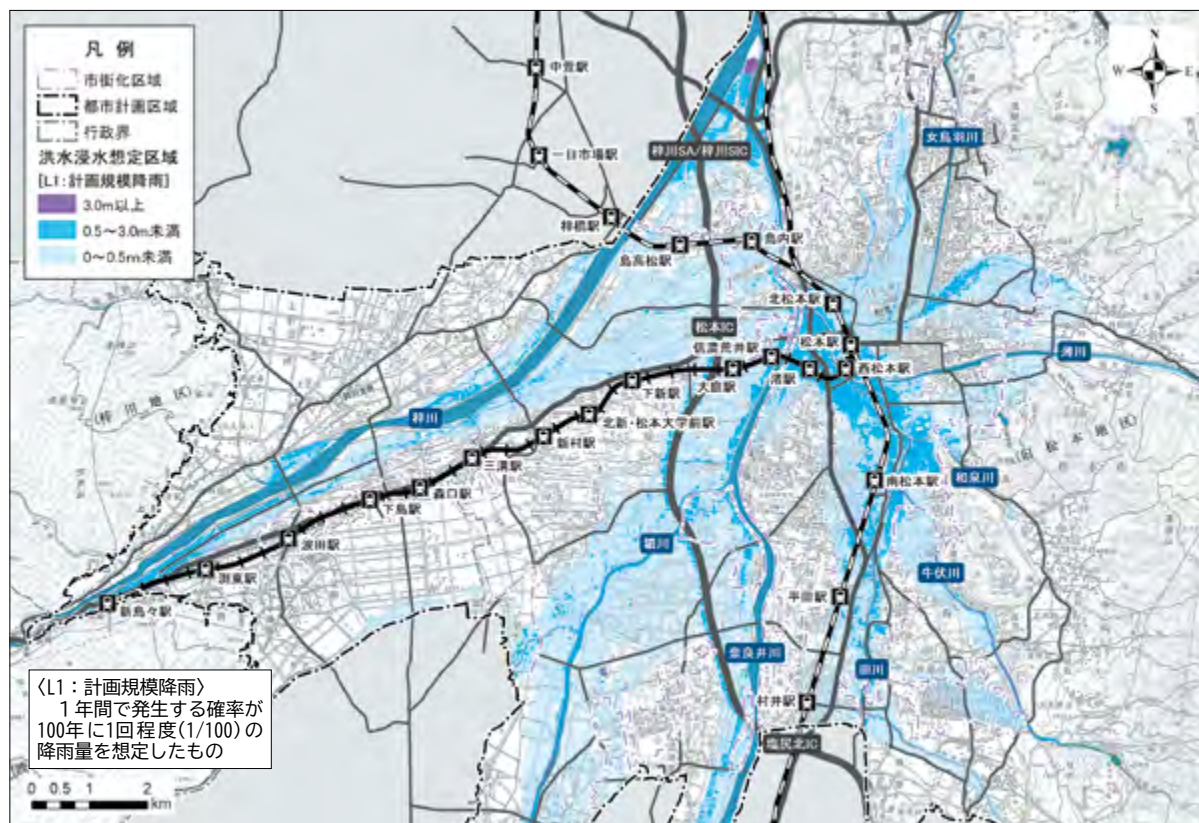 凡 例
市街化区域
都市計画区域
行政界
洪水浸水想定区域
[L1:計画規模降雨]
3.0m以上
0.5～3.0m未満
0～0.5m未満
N
W
E
S
中萱駅
一日市場駅
梓橋駅
島高松駅
島内駅
梓川SA/梓川SIC
女鳥羽川
北松本駅
松本IC
松本駅
信濃荒井駅
西松本駅
渚駅
大庭駅
下新駅
北新・松本大学前駅
新村駅
三溝駅
森口駅
下島駅
波田駅
渕東駅
新島々駅
梓川
(梓川地区)
薄川
(旧松本地区)
和泉川
南松本駅
鎖川
牛伏川
平田駅
奈良井川
田川
村井駅
塩尻北IC
〈L1：計画規模降雨〉
1年間で発生する確率が
100年に1回程度(1/100)の
降雨量を想定したもの
0 0.5 1 2
km